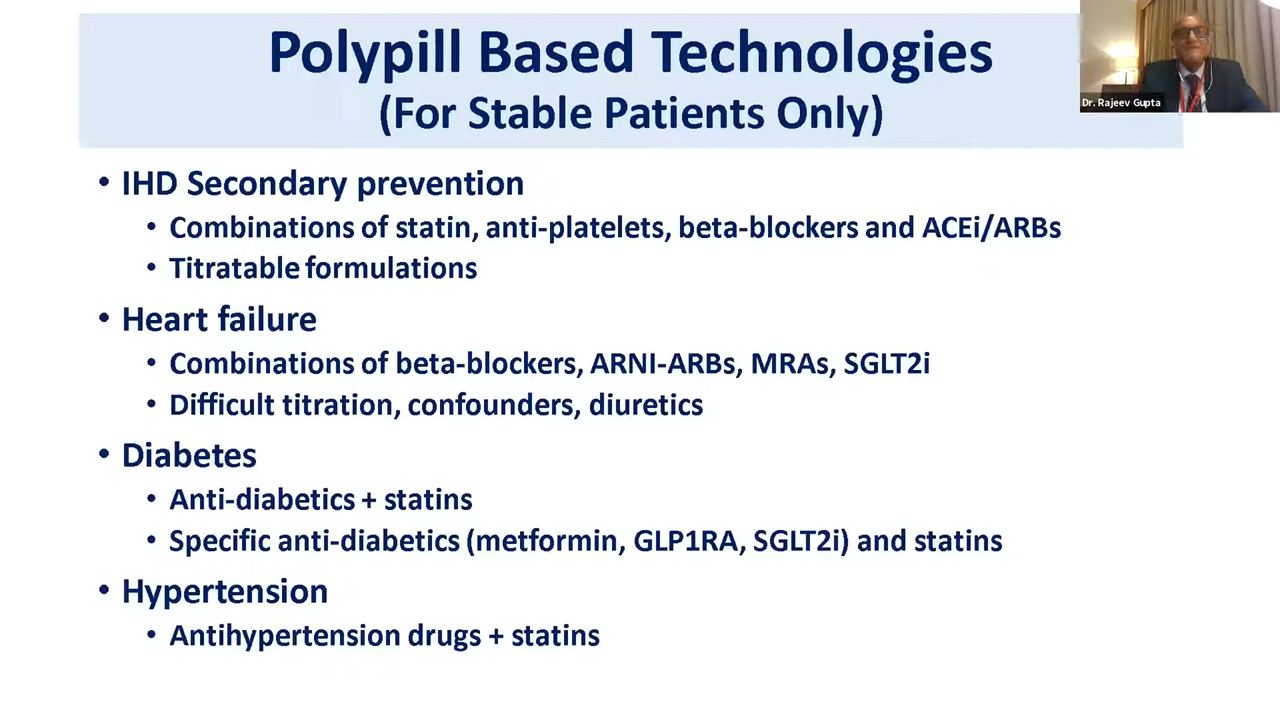 Polypill Based Technologies
(For Stable Patients Only)
Dr. Rajeev Gupta
• IHD Secondary prevention
• Combinations of statin, anti-platelets, beta-blockers and ACEi/ARBs
• Titratable formulations
• Heart failure
• Combinations of beta-blockers, ARNI-ARBs, MRAs, SGLT2i
• Difficult titration, confounders, diuretics
• Diabetes
• Anti-diabetics + statins
• Specific anti-diabetics (metformin, GLP1RA, SGLT2i) and statins
• Hypertension
• Antihypertension drugs + statins